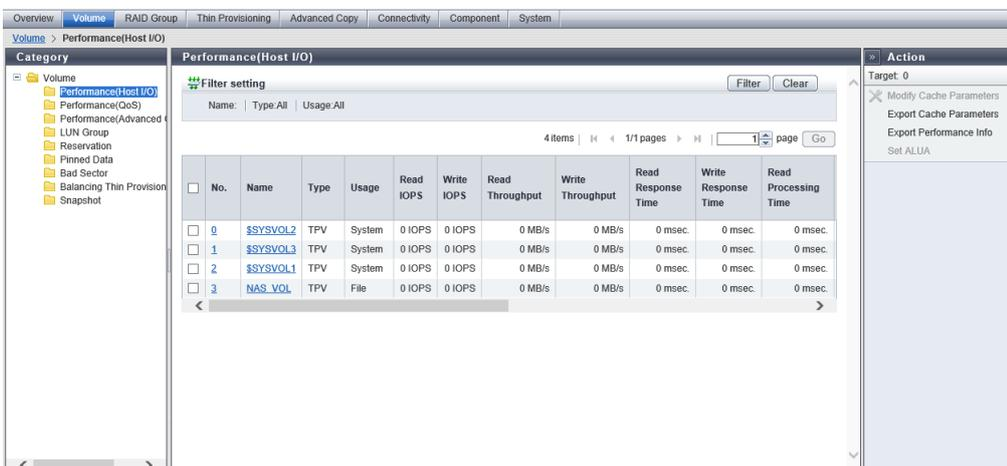 Overview Volume RAID Group Thin Provisioning Advanced Copy Connectivity Component System
Volume > Performance(Host I/O)
Category
Volume
Performance(Host I/O)
Performance(QoS)
Performance(Advanced
LUN Group
Reservation
Pinned Data
Bad Sector
Balancing Thin Provision
Snapshot
Performance(Host I/O)
Filter setting Filter Clear
Name: | Type:All | Usage:All
4 items | 1/1 pages | 1 page Go
No. Name Type Usage Read IOPS Write IOPS Read Throughput Write Throughput Read Response Time Write Response Time Read Processing Time
0 $SYSVOL2 TPV System 0 IOPS 0 IOPS 0 MB/s 0 MB/s 0 msec. 0 msec. 0 msec.
1 $SYSVOL3 TPV System 0 IOPS 0 IOPS 0 MB/s 0 MB/s 0 msec. 0 msec. 0 msec.
2 $SYSVOL1 TPV System 0 IOPS 0 IOPS 0 MB/s 0 MB/s 0 msec. 0 msec. 0 msec.
3 NAS_VOL TPV File 0 IOPS 0 IOPS 0 MB/s 0 MB/s 0 msec. 0 msec. 0 msec.
» Action
Target: 0
Modify Cache Parameters
Export Cache Parameters
Export Performance Info
Set ALUA